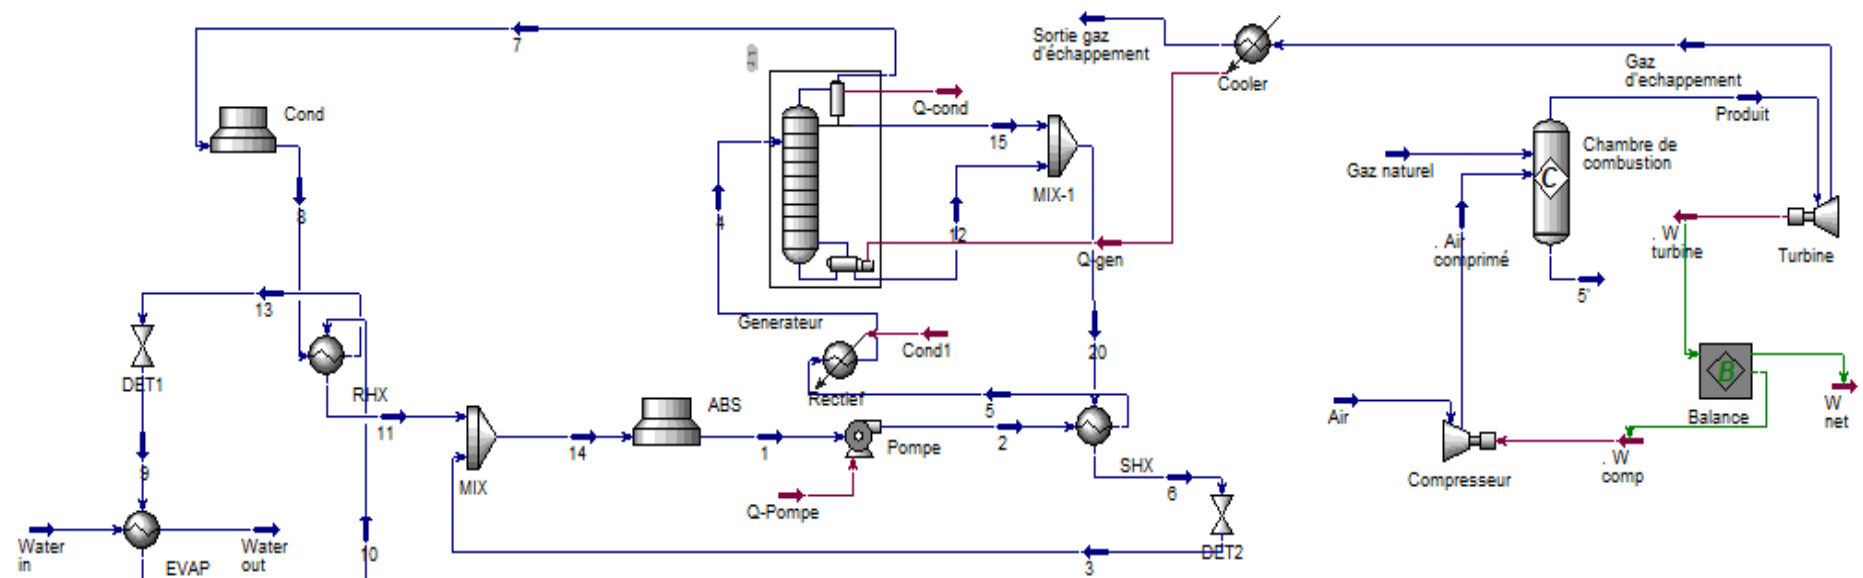 7
Sortie gaz
d'échappement
Cooler
Gaz
d'echappement
Produit
Cond
Q-cond
15
Chambre de
combustion
Gaz naturel
C
MIX-1
8
4
12
Q-gen
. Air
comprimé
. W
turbine
Turbine
5'
13
Generateur
Cond1
20
DET1
RHX
Rectief
5
B
W
net
Balance
Air
11
ABS
14
1
Pompe
2
MIX
9
SHX
6
Compresseur
. W
comp
Q-Pompe
Water
in
Water
out
EVAP
10
DET2
3